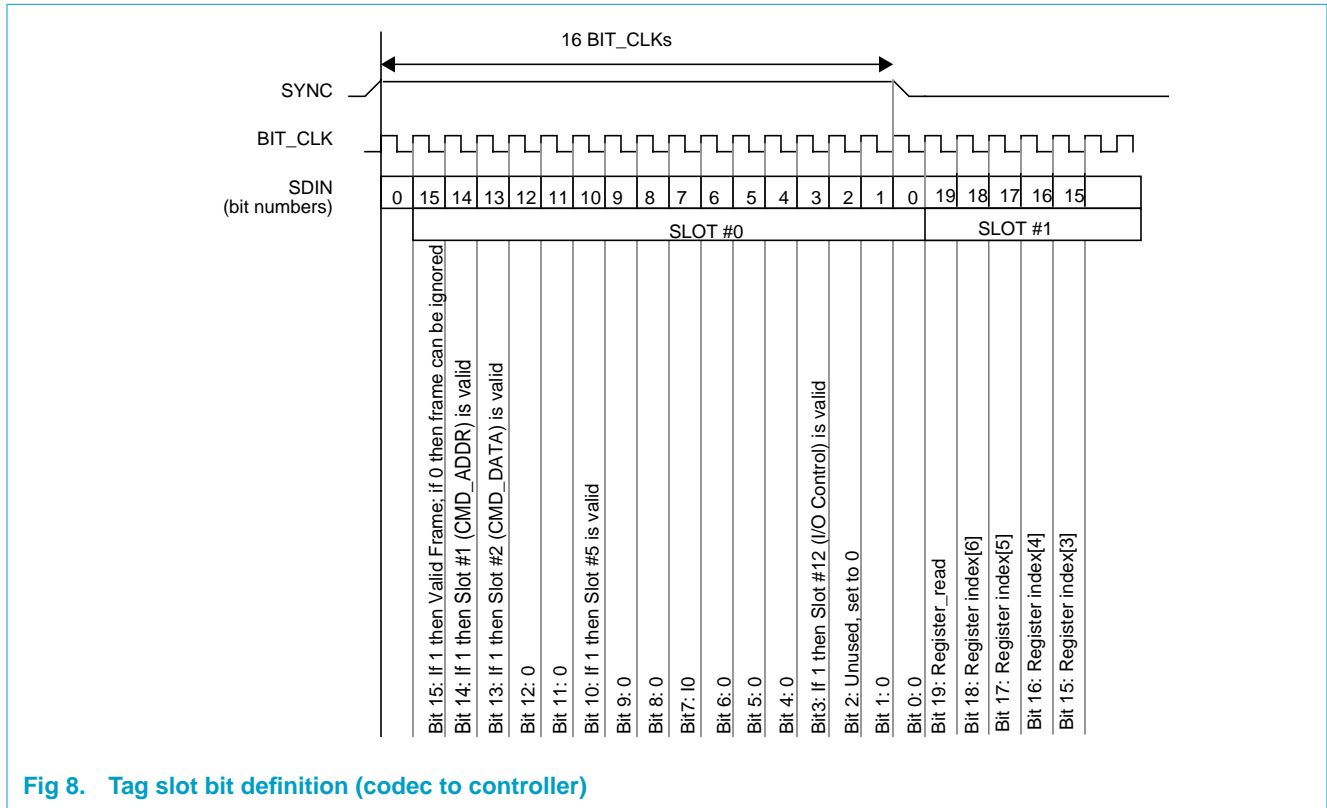 16 BIT_CLKs
SYNC
BIT_CLK
SDIN
(bit numbers)
0 15 14 13 12 11 10 9 8 7 6 5 4 3 2 1 0 19 18 17 16 15
SLOT #0 SLOT #1
Bit 15: If 1 then Valid Frame; if 0 then frame can be ignored
Bit 14: If 1 then Slot #1 (CMD_ADDR) is valid
Bit 13: If 1 then Slot #2 (CMD_DATA) is valid
Bit 12: 0
Bit 11: 0
Bit 10: If 1 then Slot #5 is valid
Bit 9: 0
Bit 8: 0
Bit7: I0
Bit 6: 0
Bit 5: 0
Bit 4: 0
Bit3: If 1 then Slot #12 (I/O Control) is valid
Bit 2: Unused, set to 0
Bit 1: 0
Bit 0: 0
Bit 19: Register_read
Bit 18: Register index[6]
Bit 17: Register index[5]
Bit 16: Register index[4]
Bit 15: Register index[3]
Fig 8. Tag slot bit definition (codec to controller)